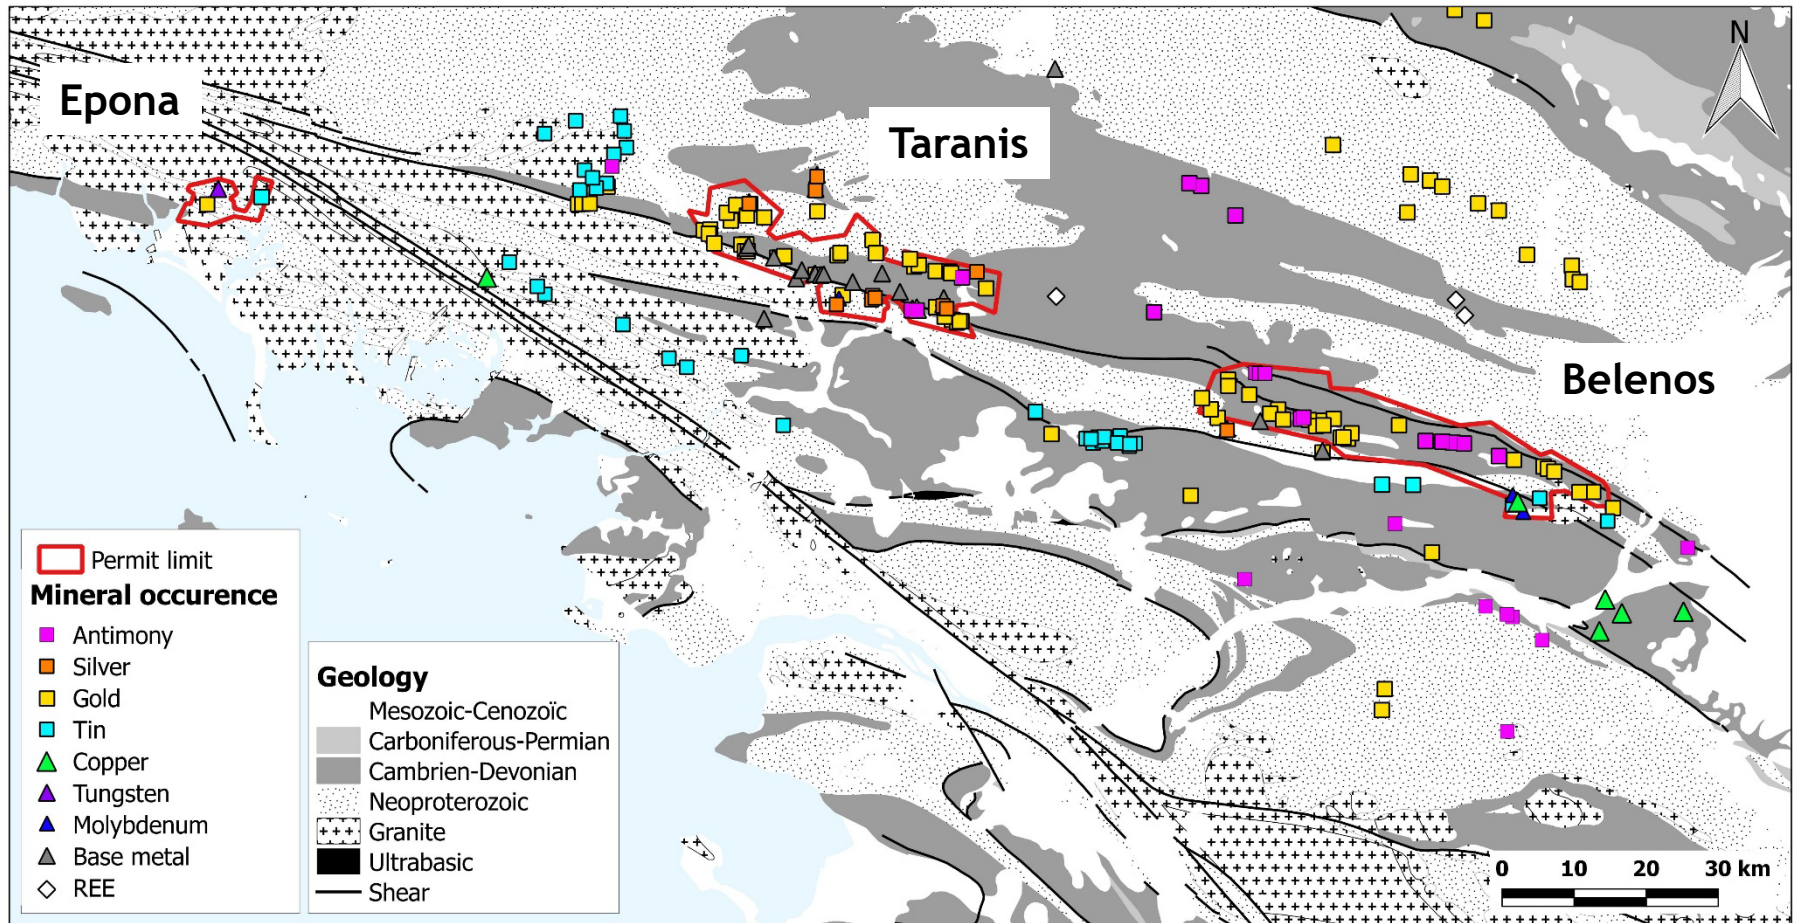 N
Epona
Taranis
Belenos
Permit limit
Mineral occurence
Antimony
Silver
Gold
Tin
Copper
Tungsten
Molybdenum
Base metal
REE
Geology
Mesozoic-Cenozoïc
Carboniferous-Permian
Cambrien-Devonian
Neoproterozoic
Granite
Ultrabasic
Shear
0 10 20 30 km